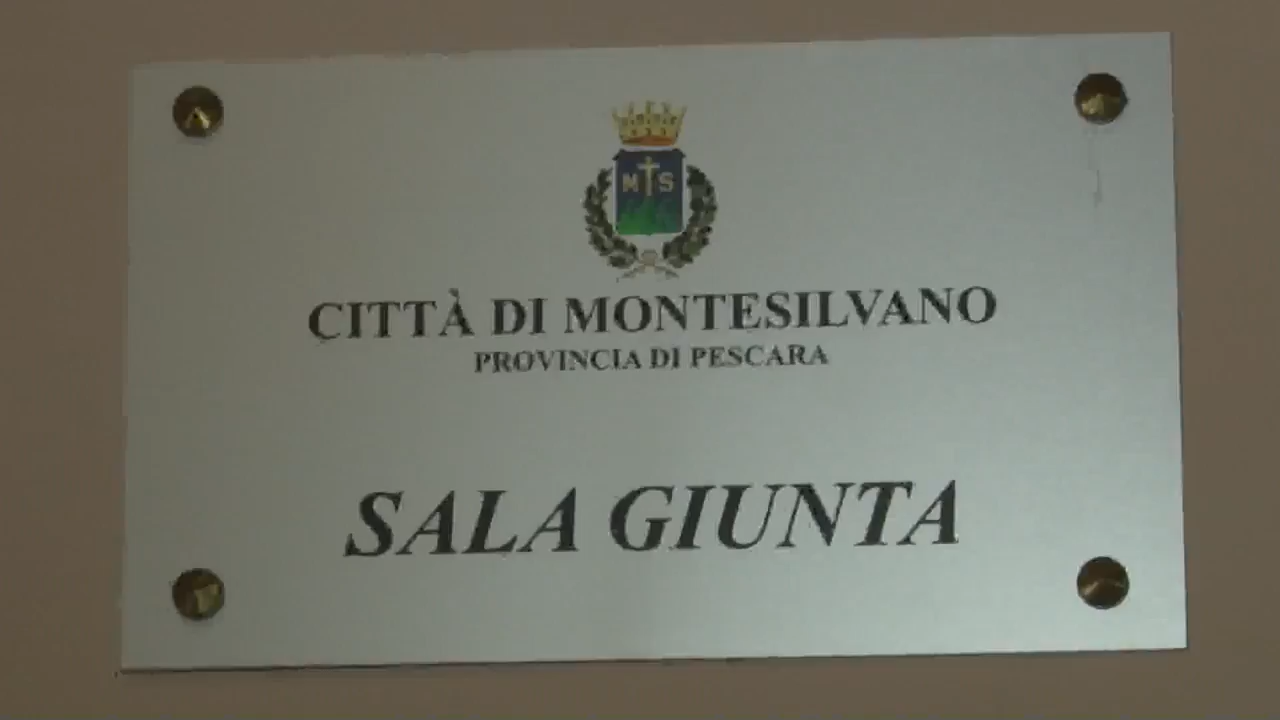 M S
CITTÀ DI MONTESILVANO
PROVINCIA DI PESCARA
SALA GIUNTA